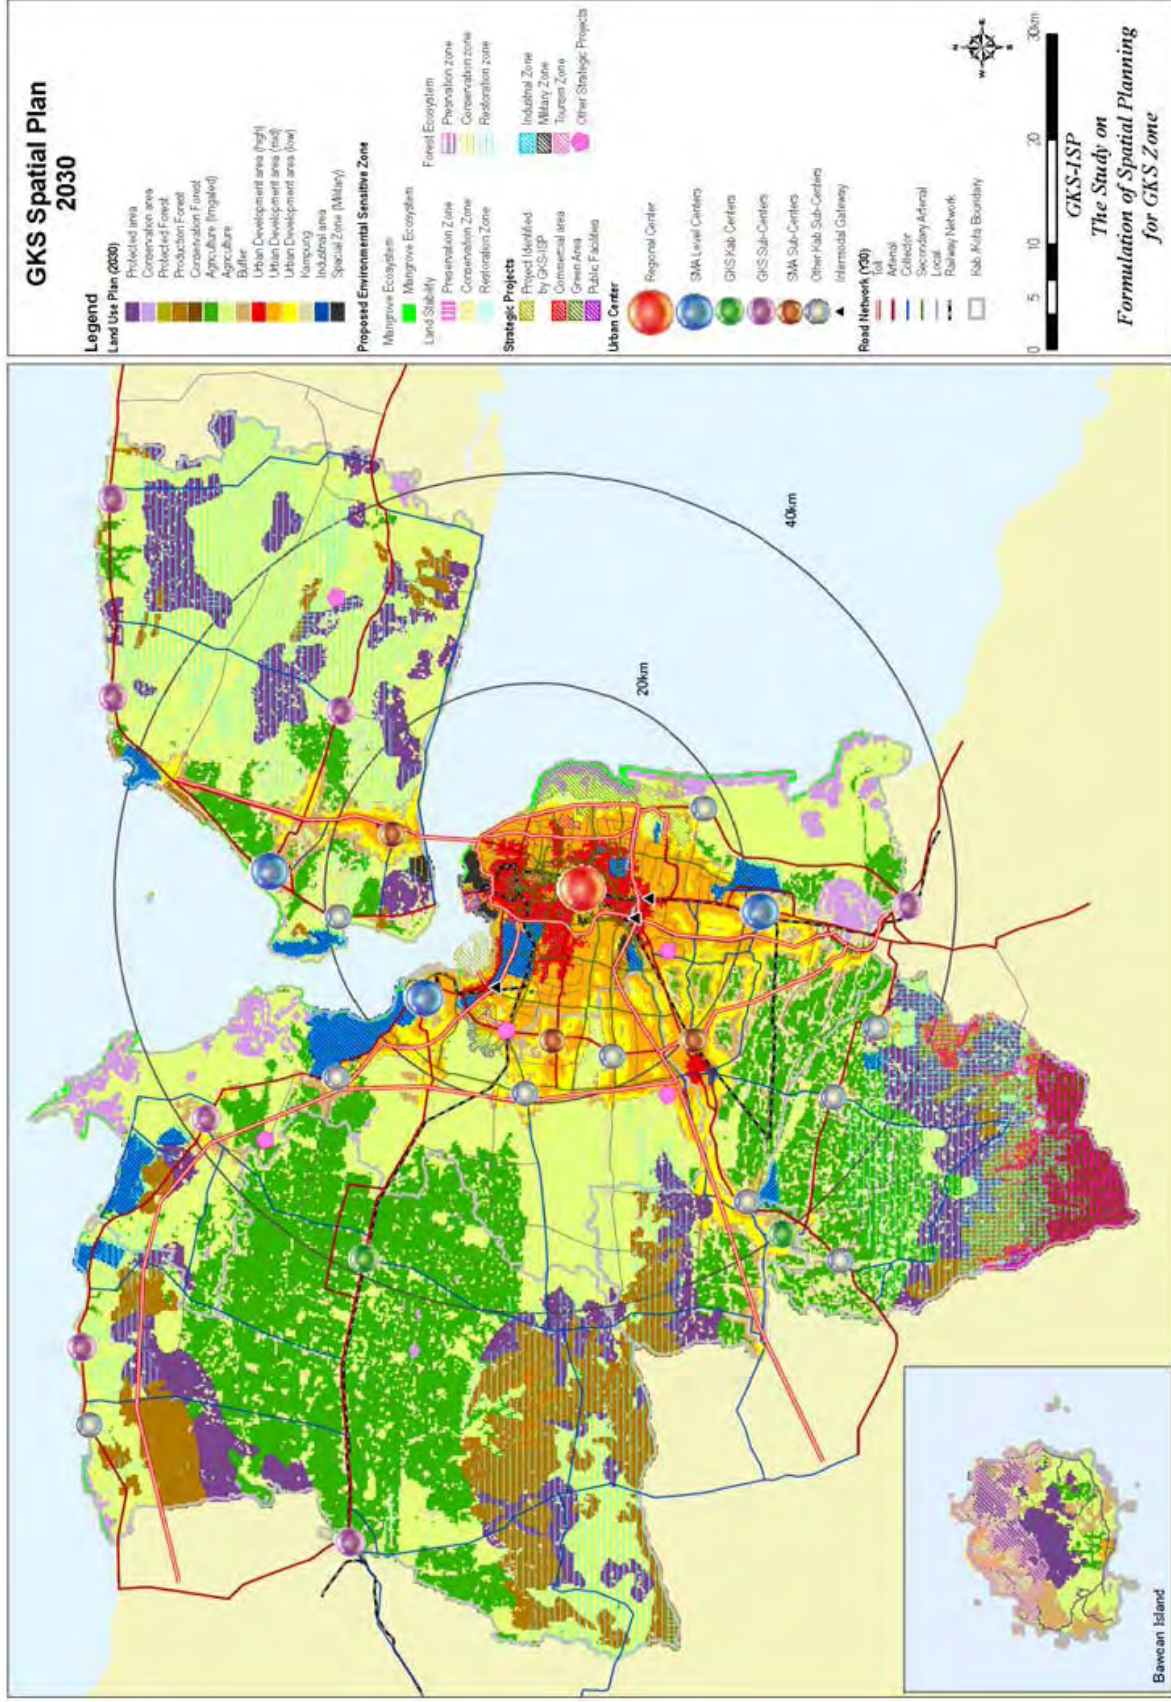 GKS Spatial Plan
2030
Legend
Land Use Plan (2030)
Protected area
Conservation area
Protected Forest
Production Forest
Conservation Forest
Agriculture (Irrigated)
Agriculture
Buffer
Urban Development area (high)
Urban Development area (mid)
Urban Development area (low)
Kampung
Industrial area
Special Zone (Military)
Proposed Environmental Sensitive Zone
Mangrove Ecosystem
Mangrove Ecosystem
Land Stability
Preservation Zone
Conservation Zone
Restoration Zone
Forest Ecosystem
Preservation zone
Conservation zone
Restoration zone
Strategic Projects
Project Identified
by GKS-ISP
Commercial area
Green Area
Public Facilities
Industrial Zone
Military Zone
Tourism Zone
Other Strategic Projects
Urban Center
Regional Center
SMA Level Centers
GKS Kab Centers
GKS Sub-Centers
SMA Sub-Centers
Other Kab Sub-Centers
Intermodal Gateway
Road Network (Y30)
Toll
Arterial
Collector
Secondary Arterial
Local
Railway Network
Kab Kota Boundary
N
W
E
S
0 5 10 20 30km
GKS-ISP
The Study on
Formulation of Spatial Planning
for GKS Zone
40km
20km
Bawean Island